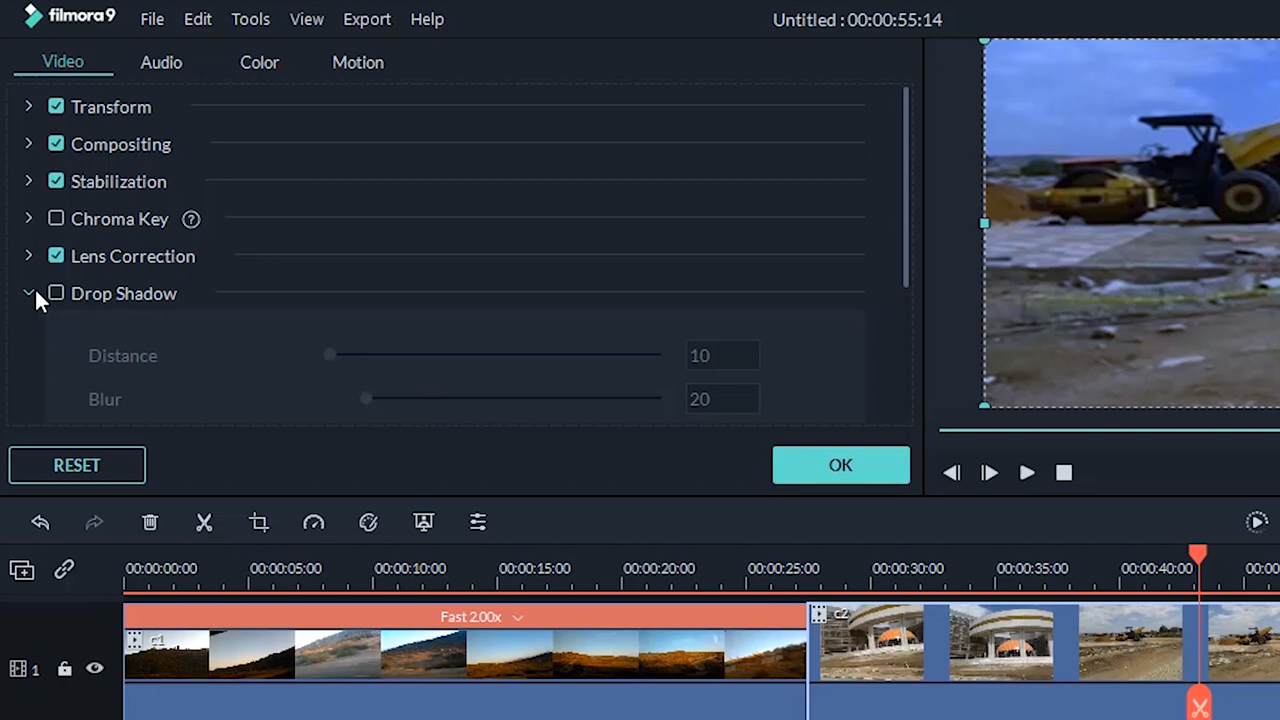 filmora9 File Edit Tools View Export Help Untitled : 00:00:55:14
Video Audio Color Motion
Transform
Compositing
Stabilization
Chroma Key ?
Lens Correction
Drop Shadow
Distance 10
Blur 20
RESET OK
00:00:00:00 00:00:05:00 00:00:10:00 00:00:15:00 00:00:20:00 00:00:25:00 00:00:30:00 00:00:35:00 00:00:40:00 00:00
Fast 2.00x
c1 c2
1